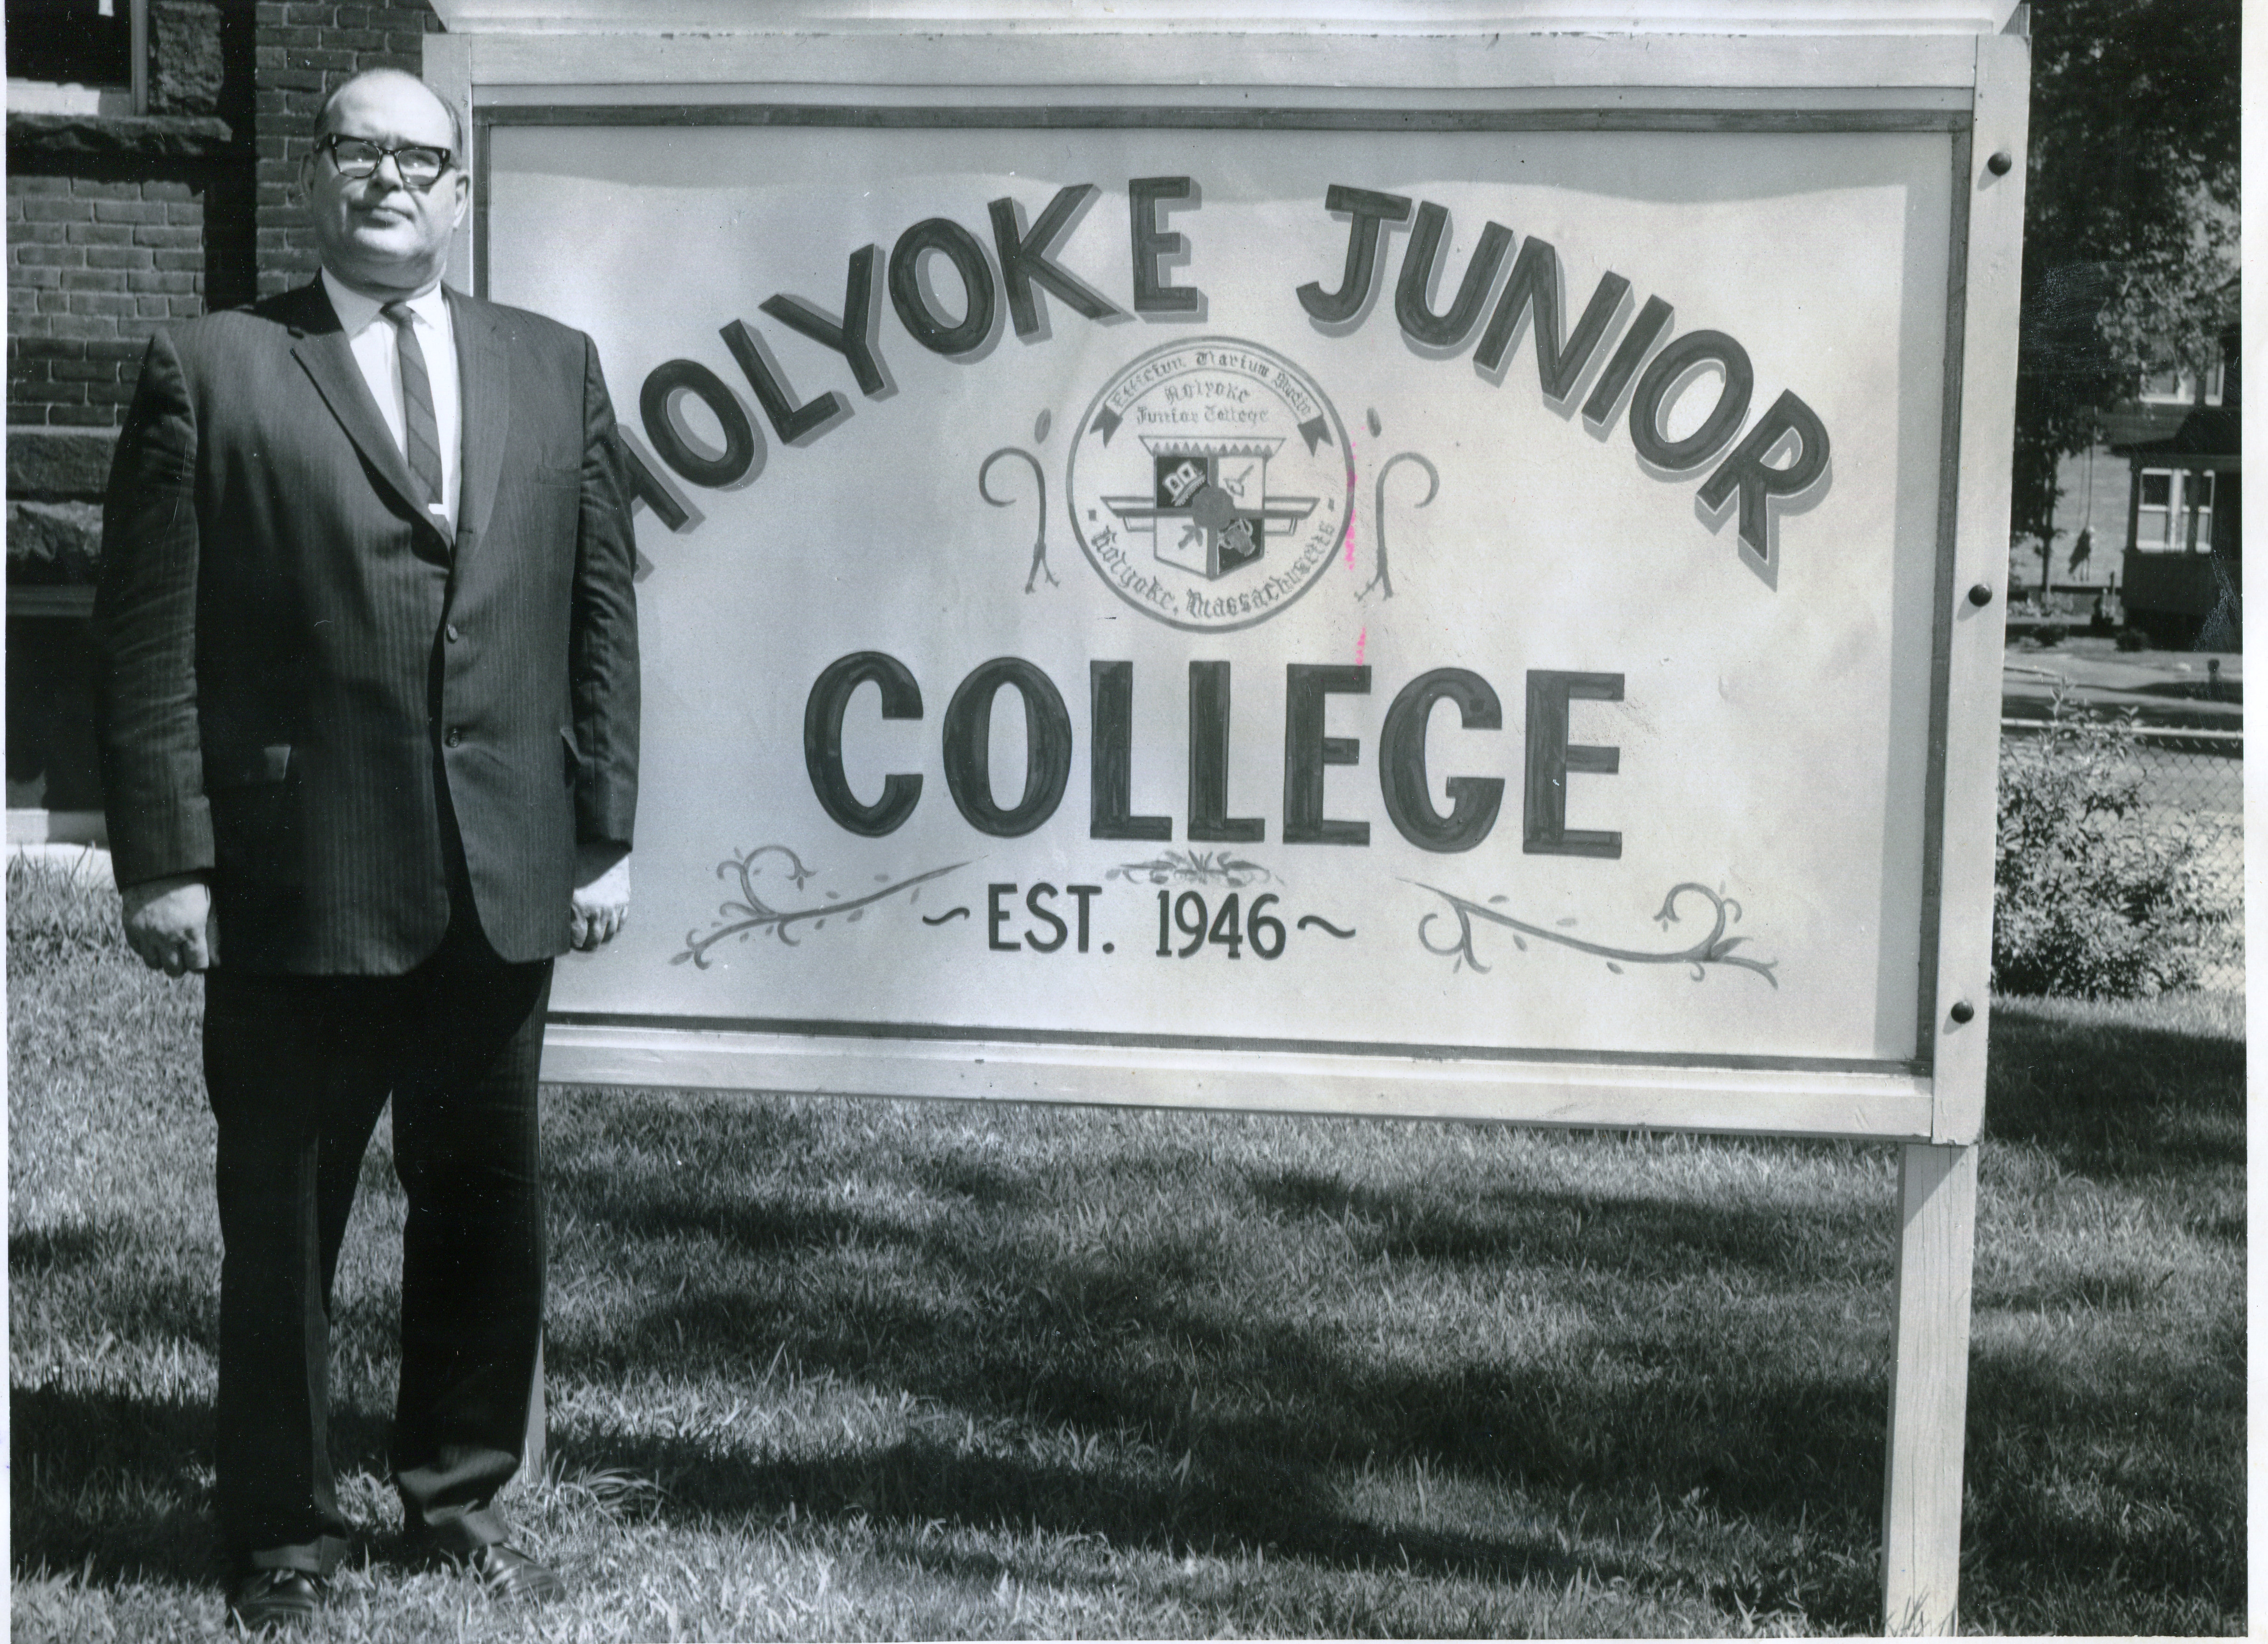 HOLYOKE JUNIOR
Holyoke
Junior College
Holyoke, Massachusetts
COLLEGE
~EST. 1946~